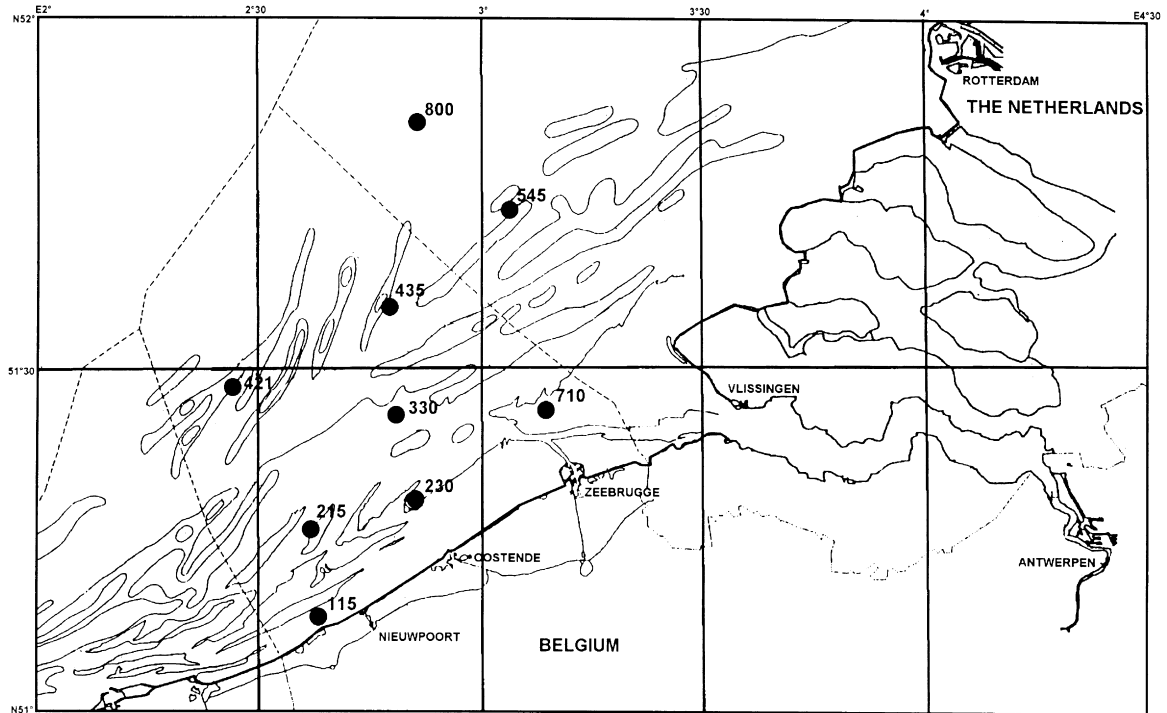 E2°
2°30
3°
3°30
4°
E4°30
N52°
ROTTERDAM
THE NETHERLANDS
800
545
435
51°30
421
330
710
VLISSINGEN
230
ZEEBRUGGE
215
OOSTENDE
ANTWERPEN
115
NIEUWPOORT
BELGIUM
N51°